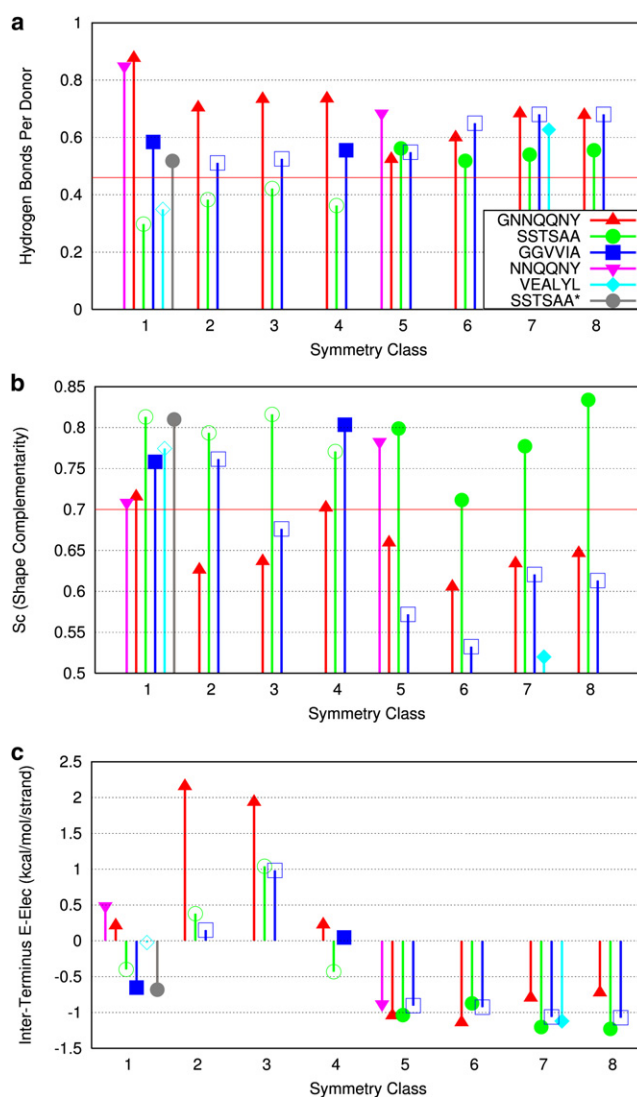 a
Hydrogen Bonds Per Donor
1
0.8
0.6
0.4
0.2
0
GNNQQNY
SSTSAA
GGVVIA
NNQQNY
VEALYL
SSTSAA*
1 2 3 4 5 6 7 8
Symmetry Class
b
Sc (Shape Complementarity)
0.85
0.8
0.75
0.7
0.65
0.6
0.55
0.5
1 2 3 4 5 6 7 8
Symmetry Class
c
Inter-Terminus E-Elec (kcal/mol/strand)
2.5
2
1.5
1
0.5
0
-0.5
-1
-1.5
1 2 3 4 5 6 7 8
Symmetry Class